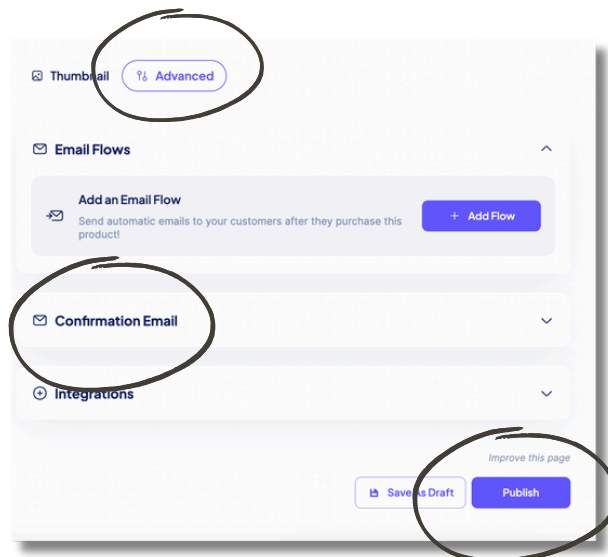 Thumbnail Advanced
Email Flows
Add an Email Flow
Send automatic emails to your customers after they purchase this
product!
+ Add Flow
Confirmation Email
Integrations
Improve this page
Save As Draft Publish